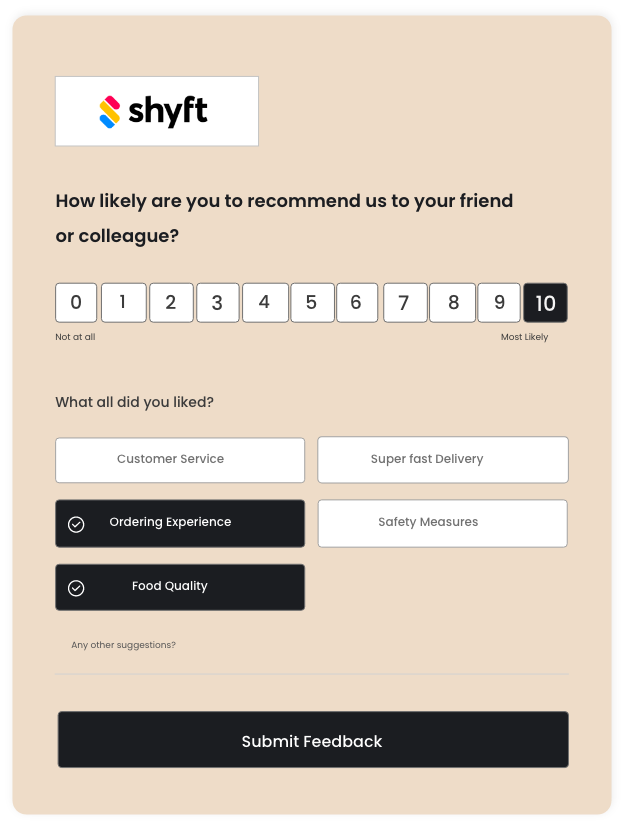 shyft
How likely are you to recommend us to your friend
or colleague?
0 1 2 3 4 5 6 7 8 9 10
Not at all Most Likely
What all did you liked?
Customer Service Super fast Delivery
Ordering Experience Safety Measures
Food Quality
Any other suggestions?
Submit Feedback